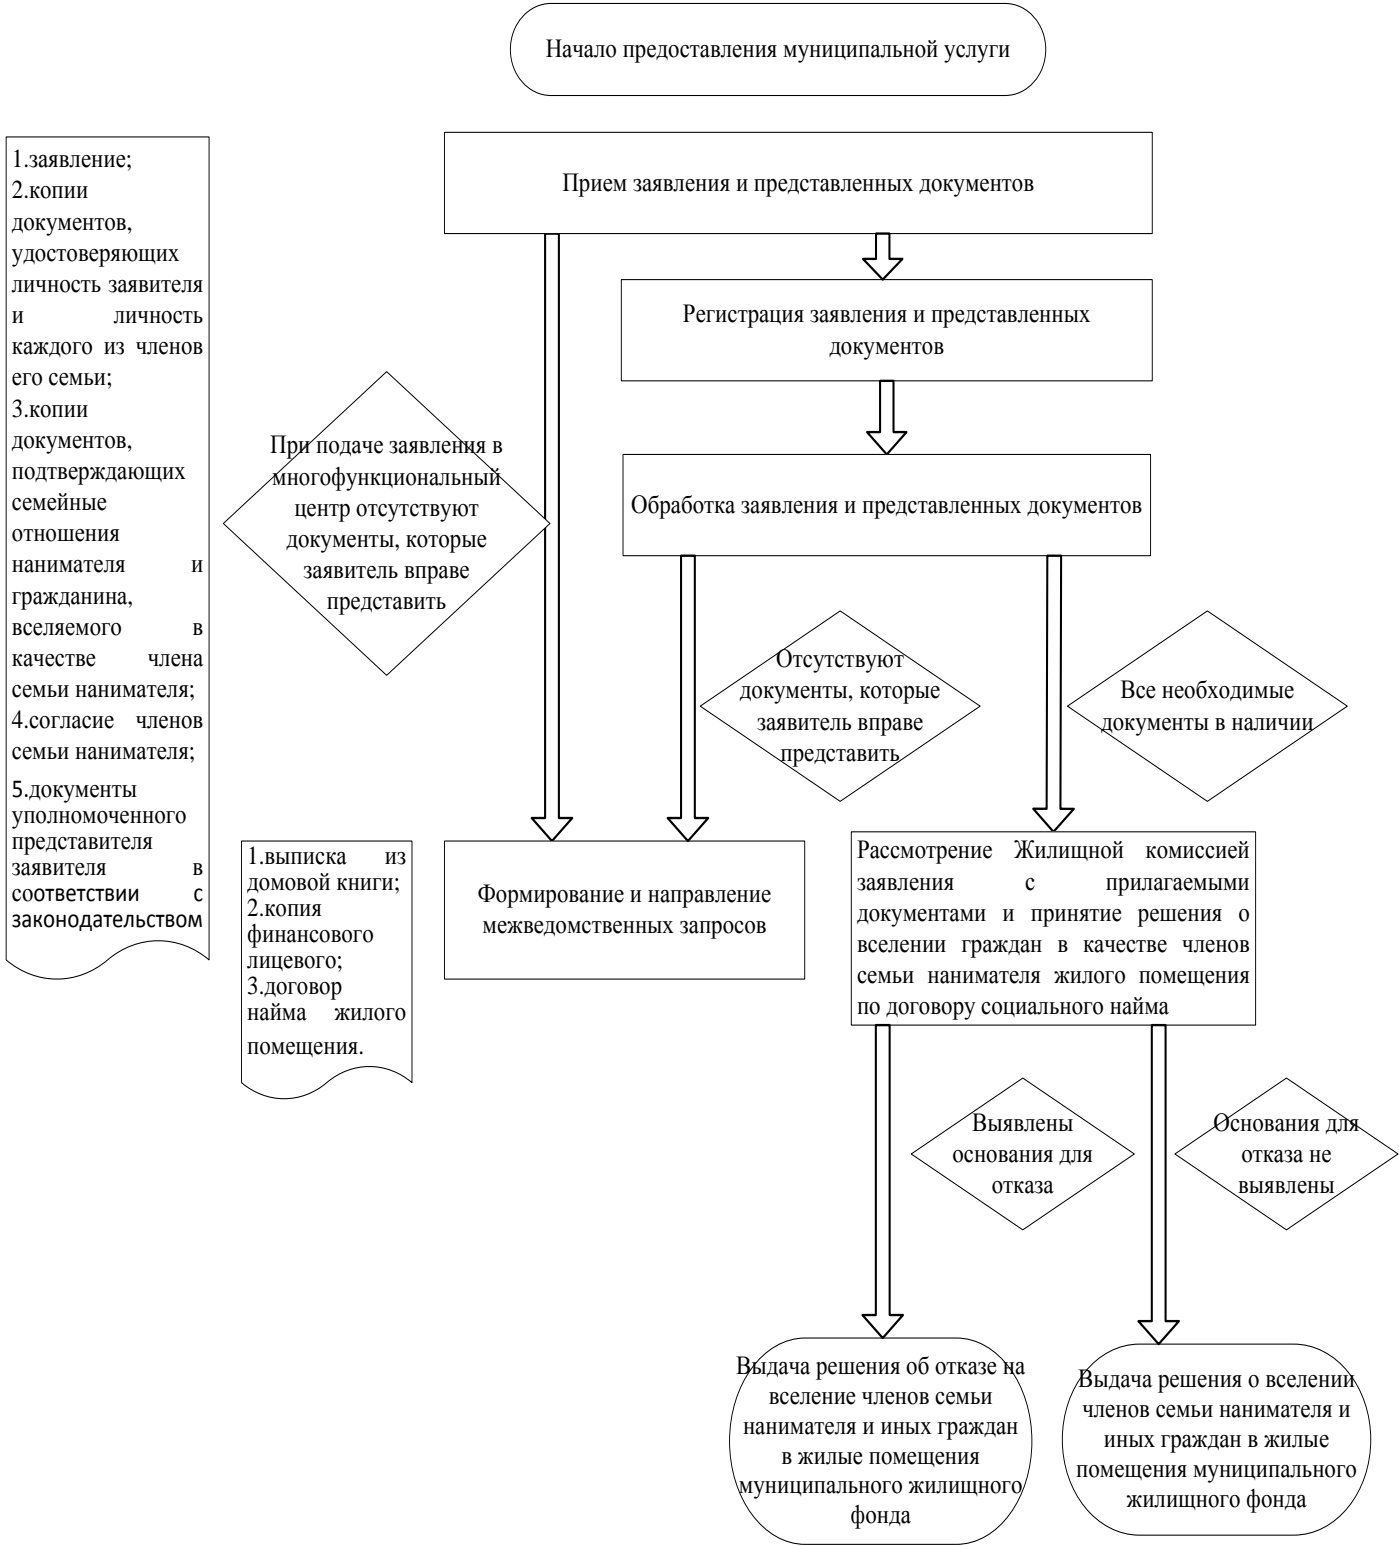 Начало предоставления муниципальной услуги
1.заявление;
2.копии
документов,
удостоверяющих
личность заявителя
и личность
каждого из членов
его семьи;
3.копии
документов,
подтверждающих
семейные
отношения
нанимателя и
гражданина,
вселяемого в
качестве члена
семьи нанимателя;
4.согласие членов
семьи нанимателя;
5.документы
уполномоченного
представителя
заявителя в
соответствии с
законодательством
Прием заявления и представленных документов
Регистрация заявления и представленных
документов
При подаче заявления в
многофункциональный
центр отсутствуют
документы, которые
заявитель вправе
представить
Обработка заявления и представленных документов
Отсутствуют
документы, которые
заявитель вправе
представить
Все необходимые
документы в наличии
1.выписка из
домовой книги;
2.копия
финансового
лицевого;
3.договор
найма жилого
помещения.
Формирование и направление
межведомственных запросов
Рассмотрение Жилищной комиссией
заявления с прилагаемыми
документами и принятие решения о
вселении граждан в качестве членов
семьи нанимателя жилого помещения
по договору социального найма
Выявлены
основания для
отказа
Основания для
отказа не
выявлены
Выдача решения об отказе на
вселение членов семьи
нанимателя и иных граждан
в жилые помещения
муниципального жилищного
фонда
Выдача решения о вселении
членов семьи нанимателя и
иных граждан в жилые
помещения муниципального
жилищного фонда